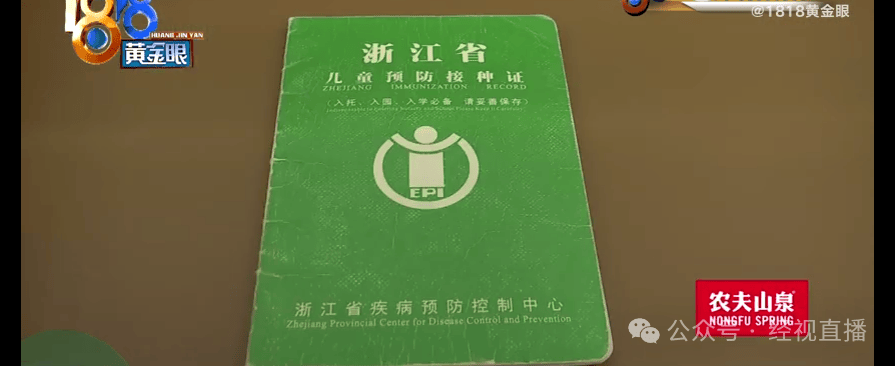 1818
HUANG JIN YAN
黄金眼
@1818黄金眼
浙江省
儿童预防接种证
ZHEJIANG IMMUNIZATION RECORD
(入托、入园、入学必备 请妥善保存)
EPI
浙江省疾病预防控制中心
Zhejiang Provincial Center for Disease Control and Prevention
农夫山泉
NONGFU SPRING
公众号·经视直播